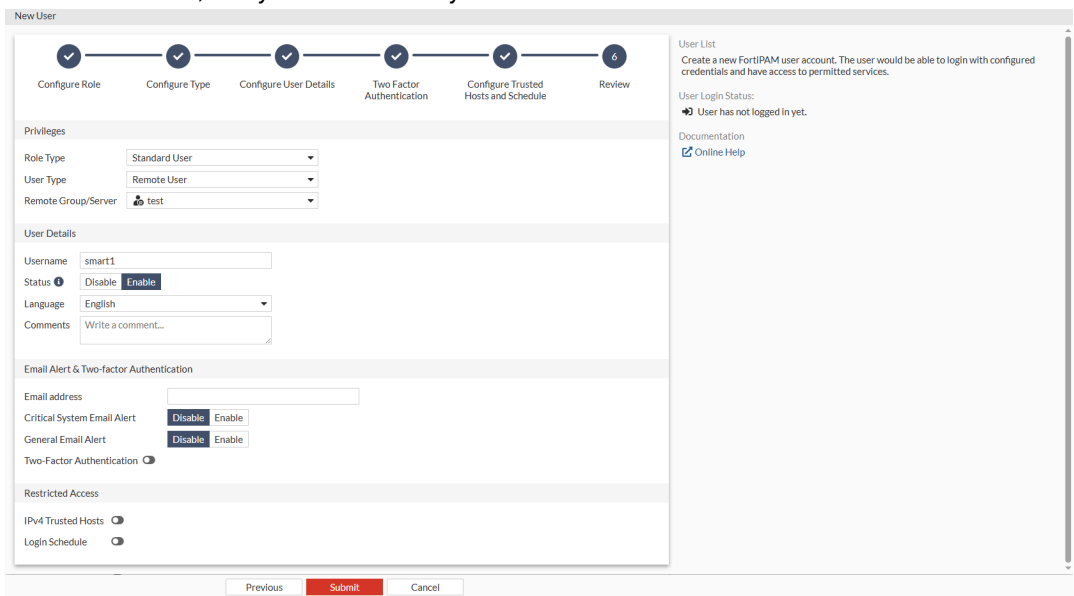 New User
6
Configure Role
Configure Type
Configure User Details
Two Factor
Authentication
Configure Trusted
Hosts and Schedule
Review
Privileges
Role Type Standard User
User Type Remote User
Remote Group/Server test
User Details
Username smart1
Status Disable Enable
Language English
Comments Write a comment...
Email Alert & Two-factor Authentication
Email address
Critical System Email Alert Disable Enable
General Email Alert Disable Enable
Two-Factor Authentication
Restricted Access
IPv4 Trusted Hosts
Login Schedule
User List
Create a new FortiPAM user account. The user would be able to login with configured
credentials and have access to permitted services.
User Login Status:
User has not logged in yet.
Documentation
Online Help
Previous Submit Cancel